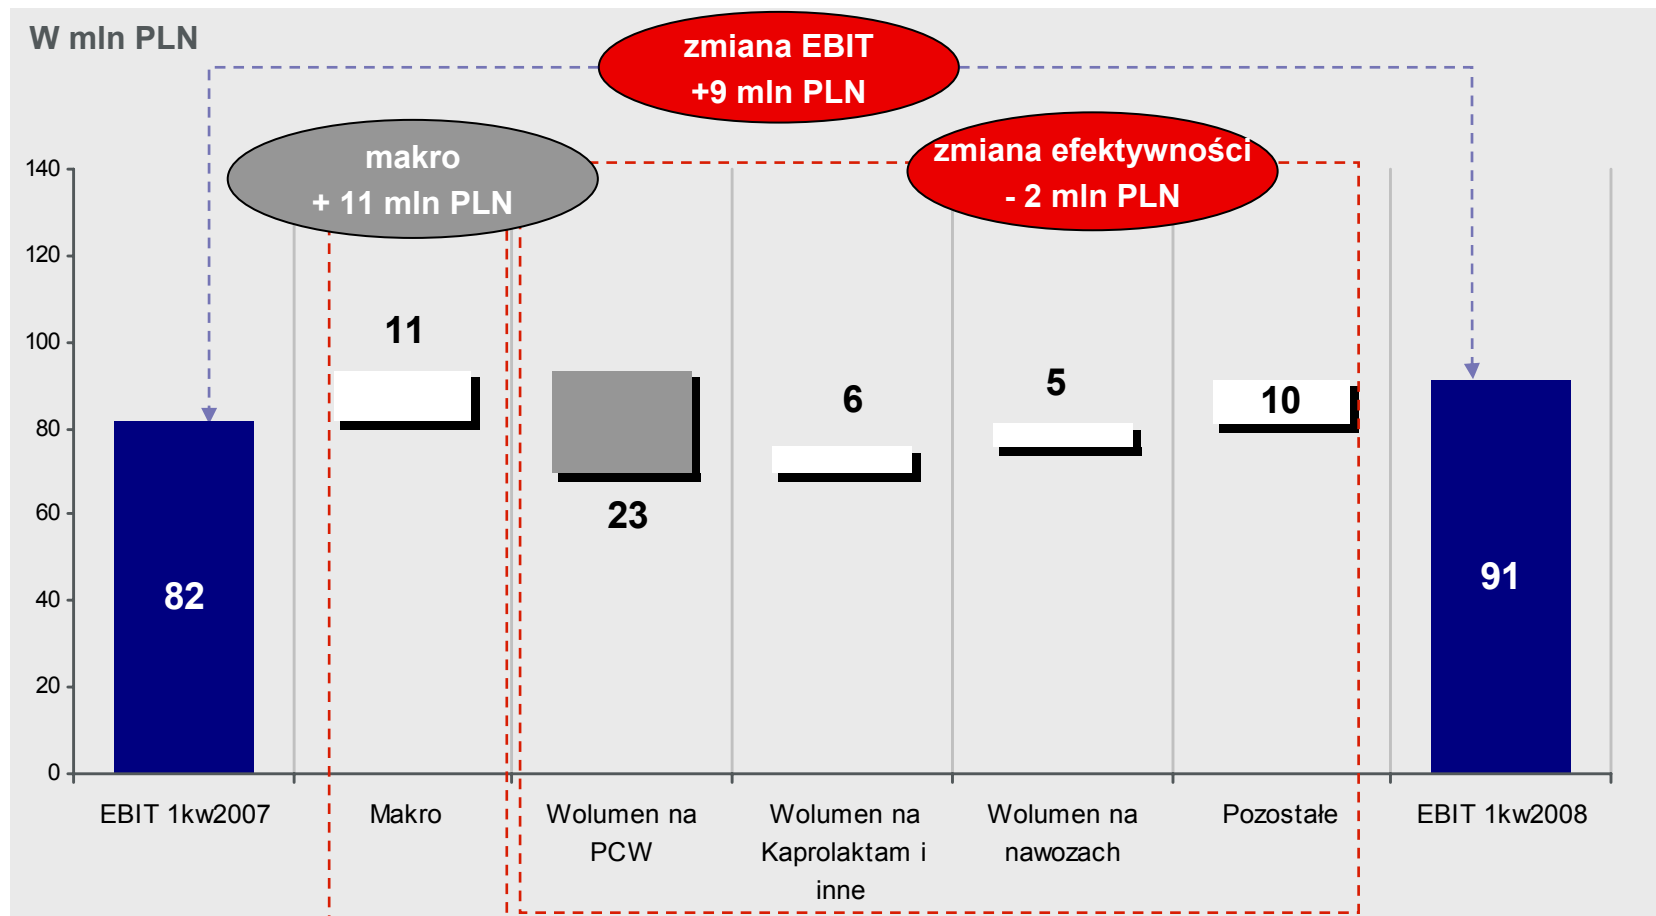 W mln PLN
zmiana EBIT
+9 mln PLN
makro
+ 11 mln PLN
zmiana efektywności
- 2 mln PLN
140
120
100
80
60
40
20
0
82
11
23
6
5
10
91
EBIT 1kw2007
Makro
Wolumen na
PCW
Wolumen na
Kaprolaktam i
inne
Wolumen na
nawozach
Pozostałe
EBIT 1kw2008